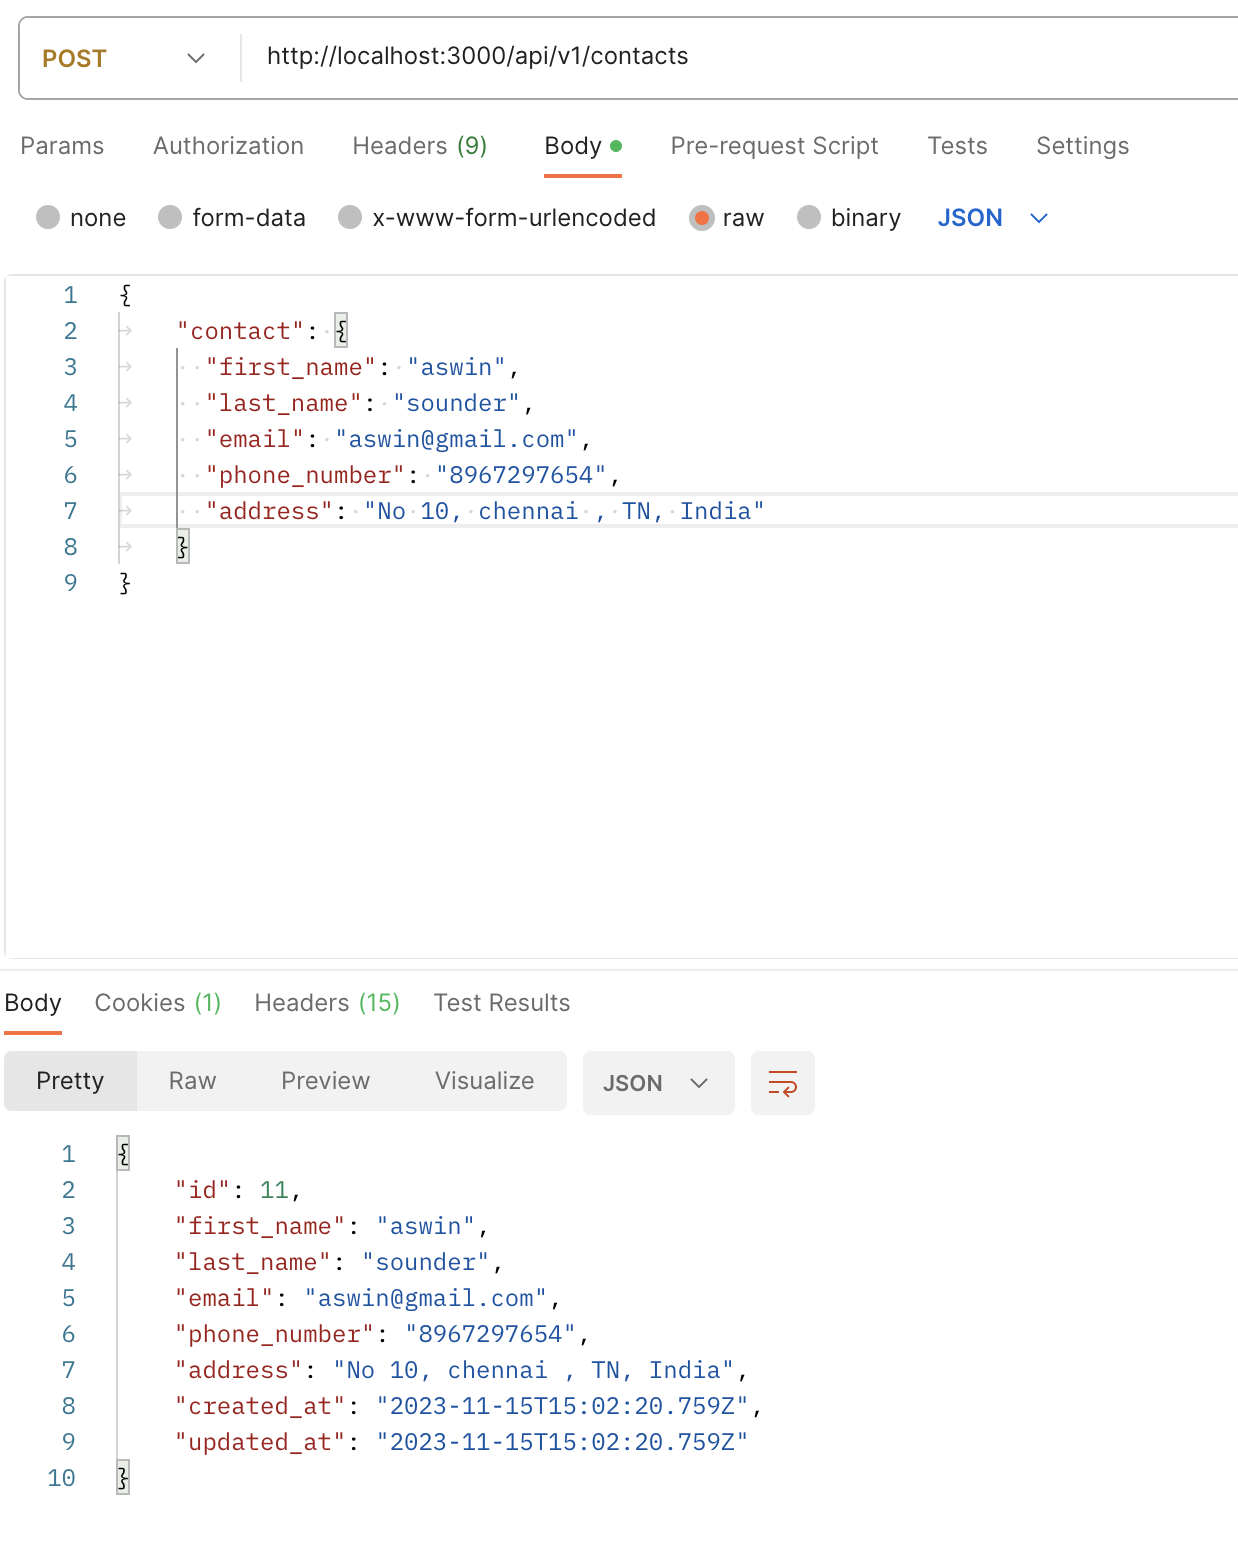 POST http://localhost:3000/api/v1/contacts
Params Authorization Headers (9) Body Pre-request Script Tests Settings
none form-data x-www-form-urlencoded raw binary JSON
1 {
2 "contact": {
3 "first_name": "aswin",
4 "last_name": "sounder",
5 "email": "aswin@gmail.com",
6 "phone_number": "8967297654",
7 "address": "No 10, chennai , TN, India"
8 }
9 }
Body Cookies (1) Headers (15) Test Results
Pretty Raw Preview Visualize JSON
1 {
2 "id": 11,
3 "first_name": "aswin",
4 "last_name": "sounder",
5 "email": "aswin@gmail.com",
6 "phone_number": "8967297654",
7 "address": "No 10, chennai , TN, India",
8 "created_at": "2023-11-15T15:02:20.759Z",
9 "updated_at": "2023-11-15T15:02:20.759Z"
10 }